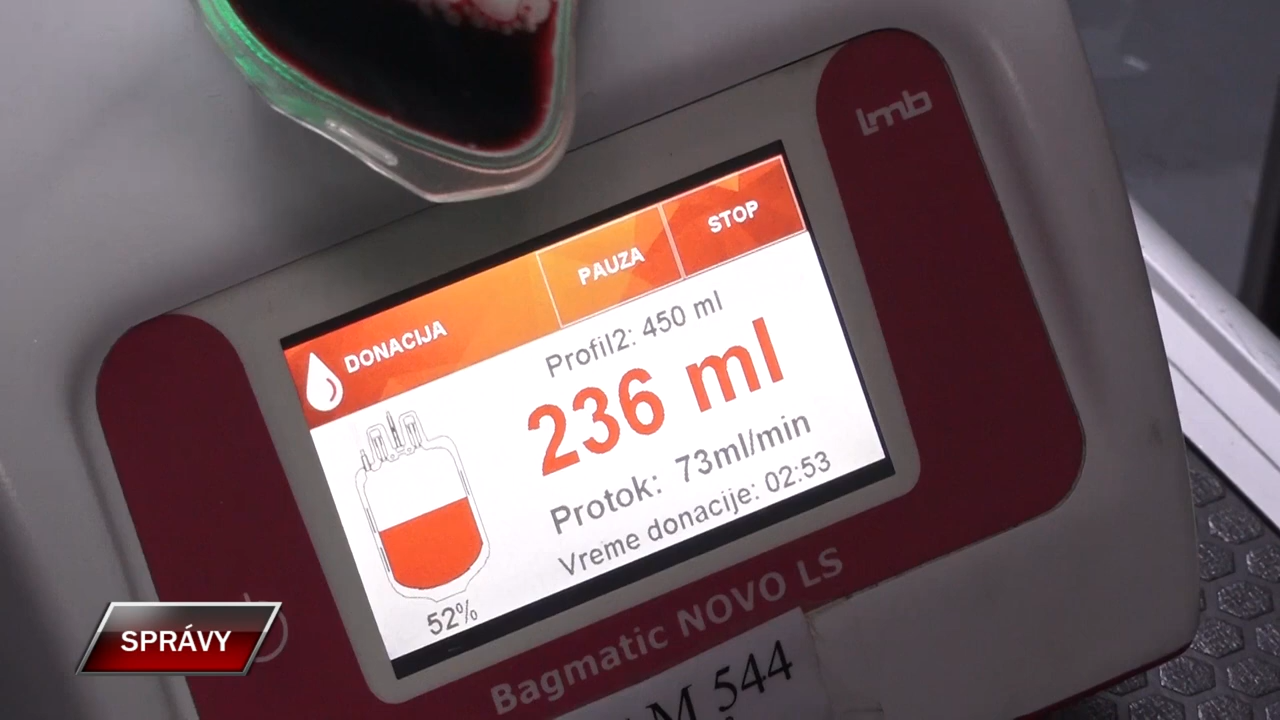 lmb
STOP
PAUZA
DONACIJA
Profil2: 450 ml
236 ml
Protok: 73ml/min
Vreme donacije: 02:53
52%
Bagmatic NOVO LS
M 544
SPRÁVY